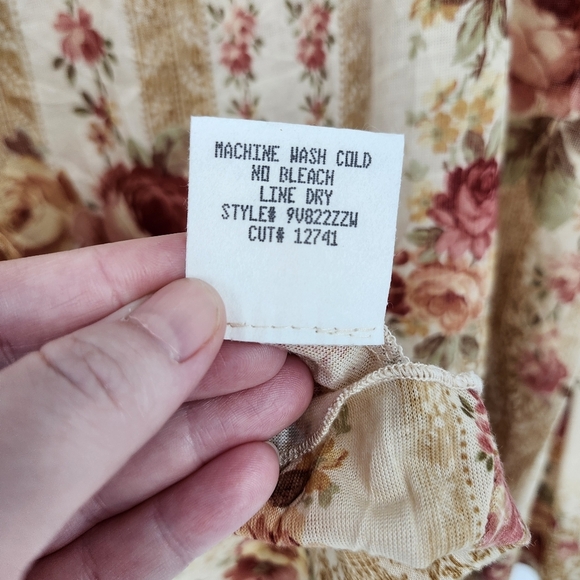 MACHINE WASH COLD
NO BLEACH
LINE DRY
STYLE# 9V822ZZW
CUT# 12741